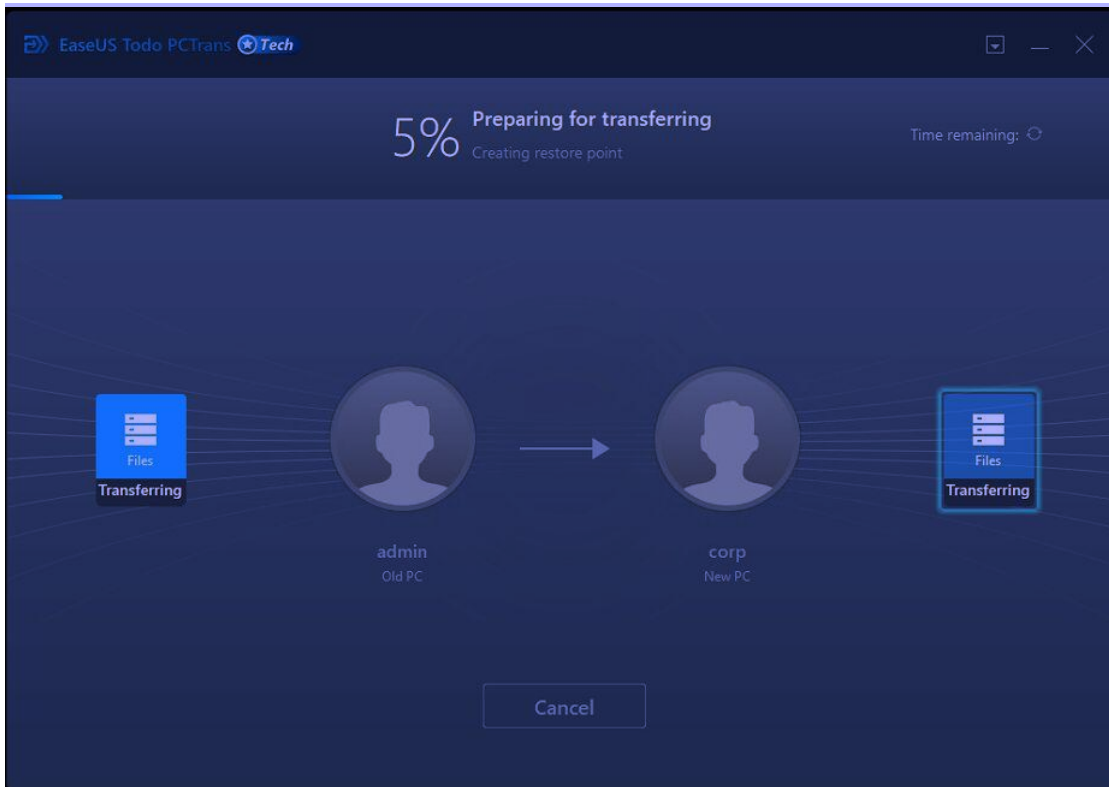 EaseUS Todo PCTrans Tech
5% Preparing for transferring
Creating restore point
Time remaining:
Files
Transferring
Files
Transferring
admin
Old PC
corp
New PC
Cancel